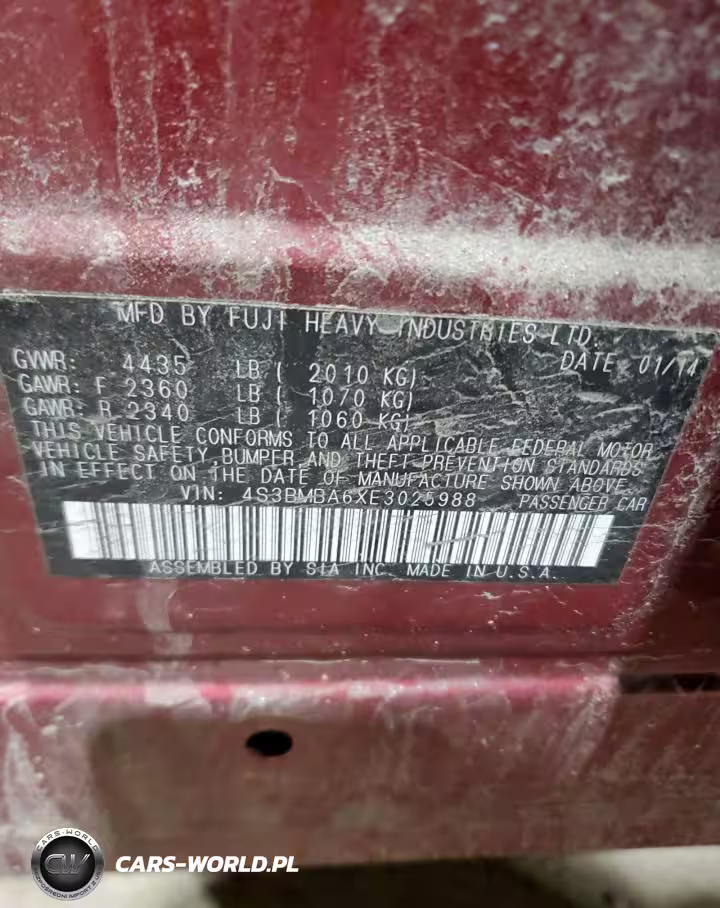 MFD BY FUJI HEAVY INDUSTRIES LTD.
DATE 01/14
GVWR: 4435 LB ( 2010 KG)
GAWR: F 2360 LB ( 1070 KG)
GAWR: R 2340 LB ( 1060 KG)
THIS VEHICLE CONFORMS TO ALL APPLICABLE FEDERAL MOTOR
VEHICLE SAFETY, BUMPER, AND THEFT PREVENTION STANDARDS
IN EFFECT ON THE DATE OF MANUFACTURE SHOWN ABOVE.
VIN: 4S3BMBA6XE3025988 PASSENGER CAR
ASSEMBLED BY SIA INC. MADE IN U.S.A.
CARS-WORLD
CW
CARS-WORLD.PL